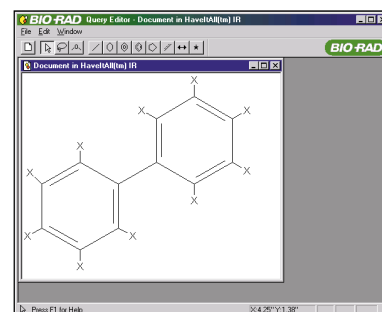 BIO-RAD Query Editor - Document in HaveItAll(tm) IR
File Edit Window
BIO-RAD
Document in HaveItAll(tm) IR
X
X
X
X
X
X
X
X
X
X
Press F1 for Help
X:4.25" Y:1.38"